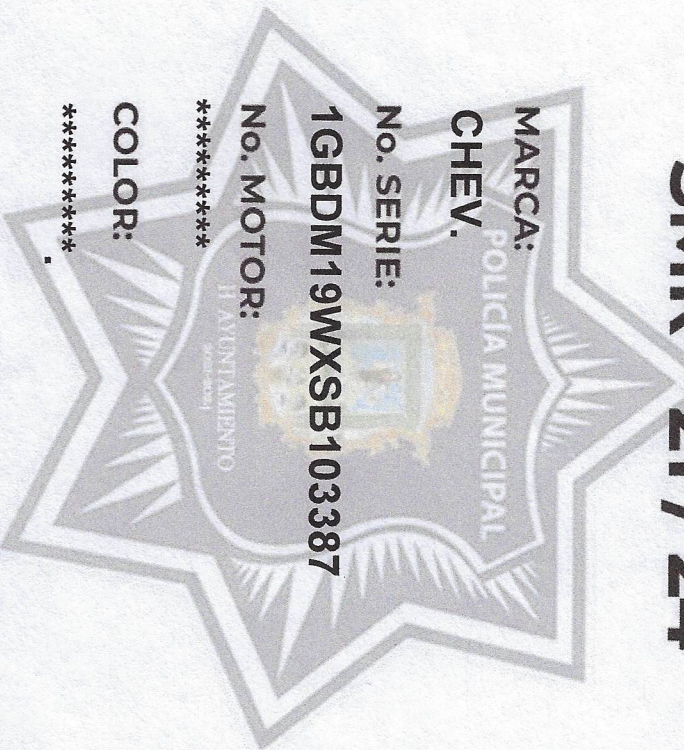 MARCA:
CHEV.
No. SERIE:
1GBDM19WXSB103387
No. MOTOR:
*********
COLOR:
**********.
POLICÍA MUNICIPAL
H AYUNTAMIENTO